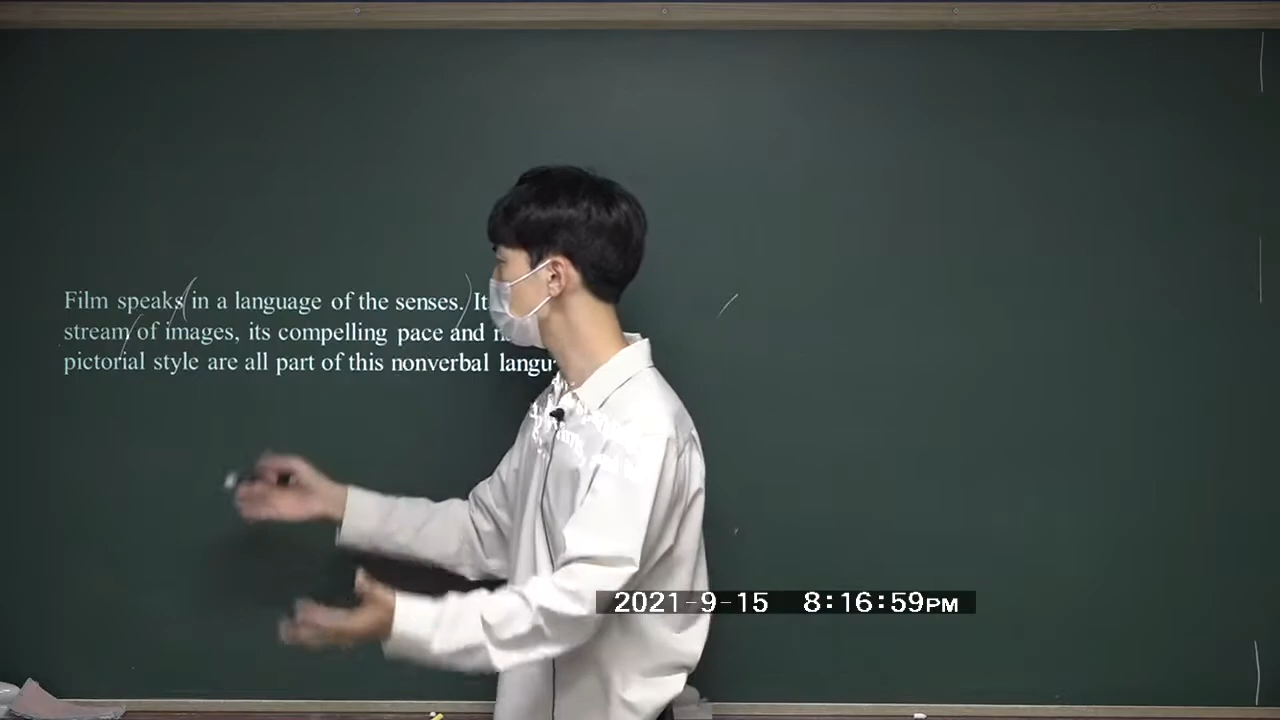 Film speaks in a language of the senses. It
stream of images, its compelling pace and
pictorial style are all part of this nonverbal
2021-9-15 8:16:59PM